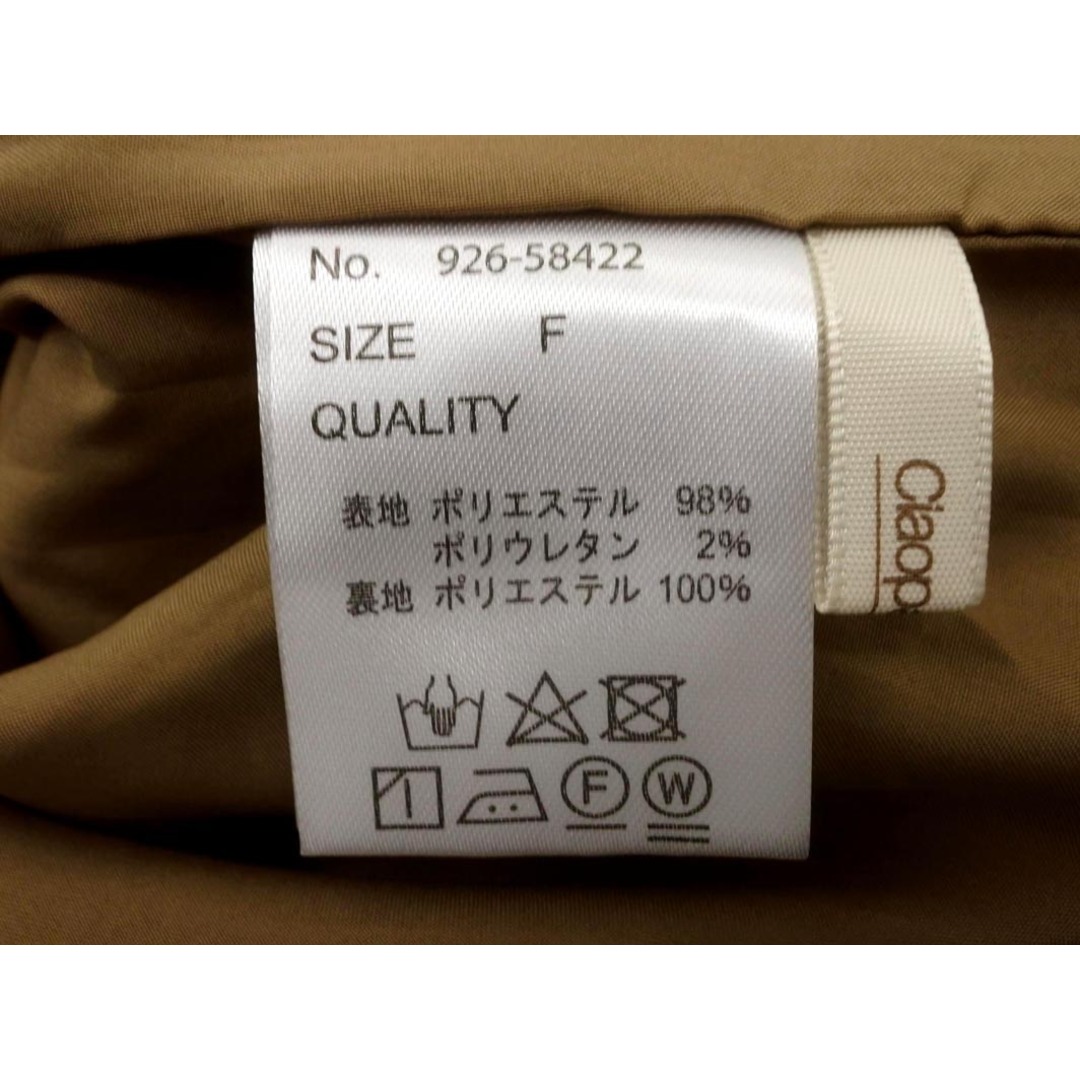 No. 926-58422
SIZE F
QUALITY
表地 ポリエステル 98%
ポリウレタン 2%
裏地 ポリエステル 100%
F W
Ciaop